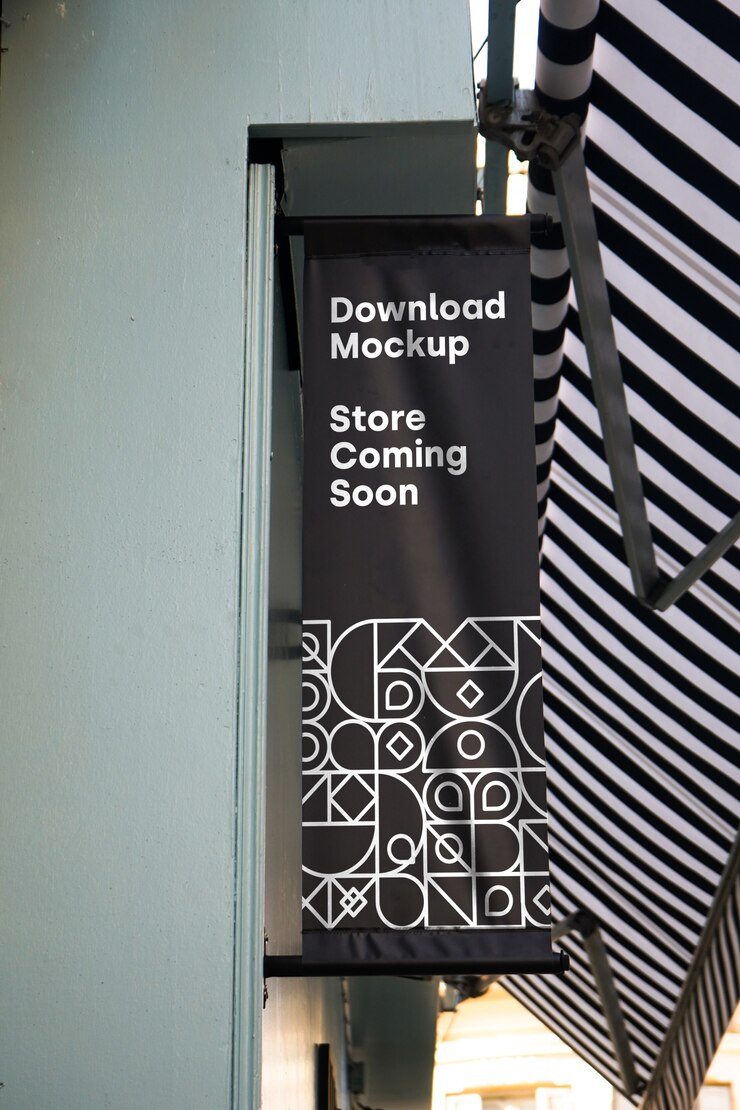 Download
Mockup
Store
Coming
Soon